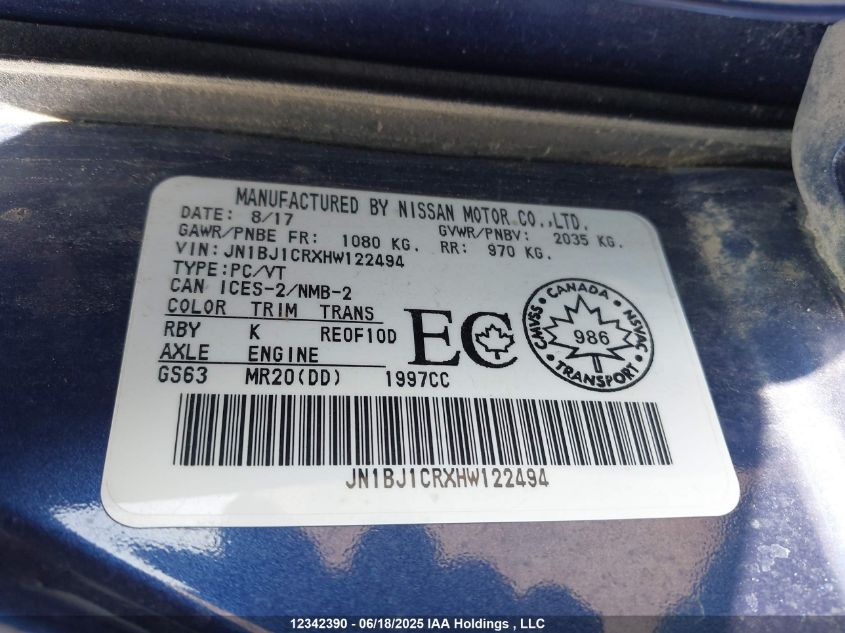 MANUFACTURED BY NISSAN MOTOR CO.,LTD.
DATE: 8/17 GVWR/PNBV: 2035 KG.
GAWR/PNBE FR: 1080 KG. RR: 970 KG.
VIN: JN1BJ1CRXHW122494
TYPE:PC/VT
CAN ICES-2/NMB-2
COLOR TRIM TRANS
RBY K RE0F10D
AXLE ENGINE
GS63 MR20(DD) 1997CC
EC
CANADA
CMVSS 986 NSVAC
TRANSPORT
JN1BJ1CRXHW122494
12342390 - 06/18/2025 IAA Holdings , LLC